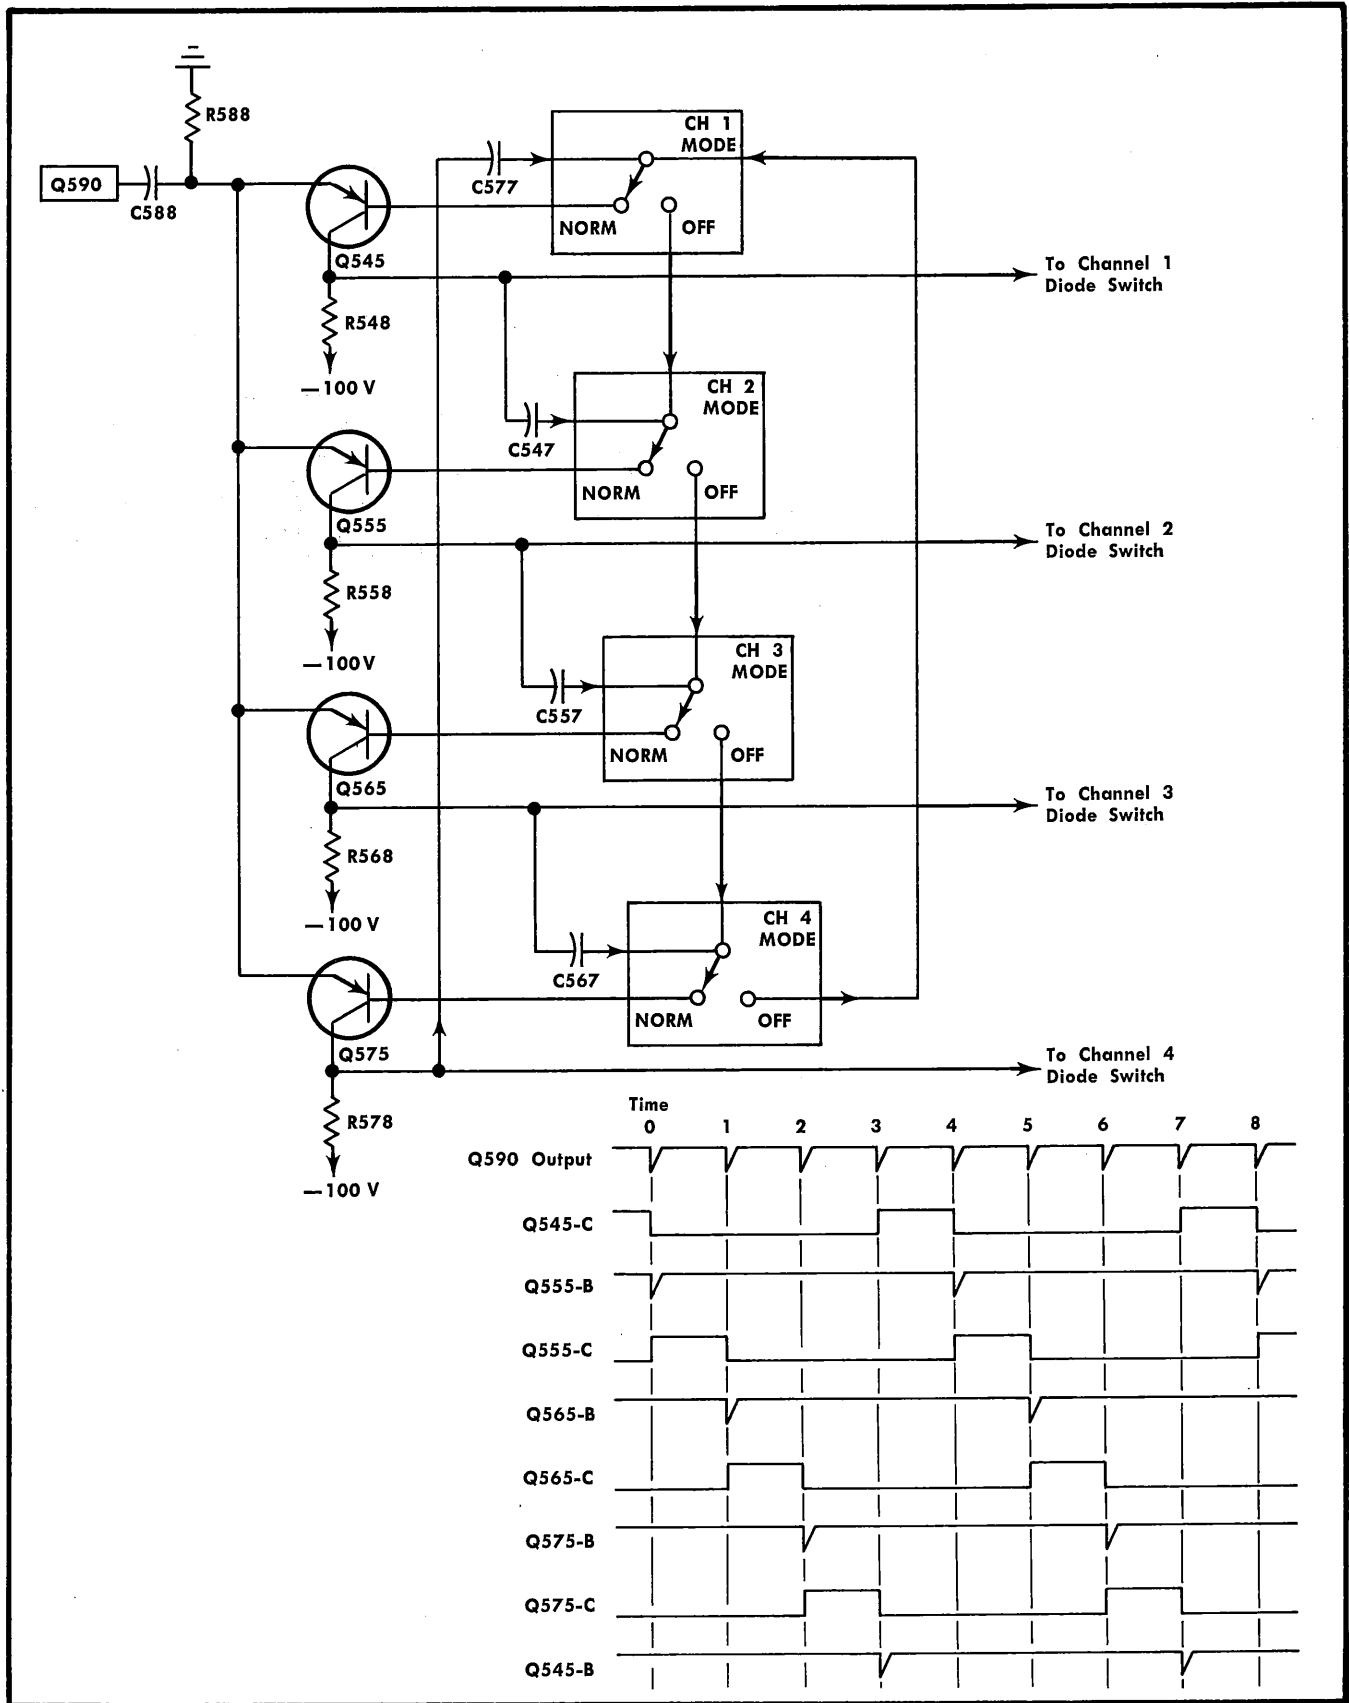 R588
Q590
C588
C577
CH 1
MODE
NORM
OFF
Q545
To Channel 1
Diode Switch
R548
—100 V
CH 2
MODE
C547
NORM
OFF
Q555
To Channel 2
Diode Switch
R558
—100V
CH 3
MODE
C557
NORM
OFF
Q565
To Channel 3
Diode Switch
R568
—100 V
CH 4
MODE
C567
NORM
OFF
Q575
To Channel 4
Diode Switch
R578
—100 V
Time
0 1 2 3 4 5 6 7 8
Q590 Output
Q545-C
Q555-B
Q555-C
Q565-B
Q565-C
Q575-B
Q575-C
Q545-B